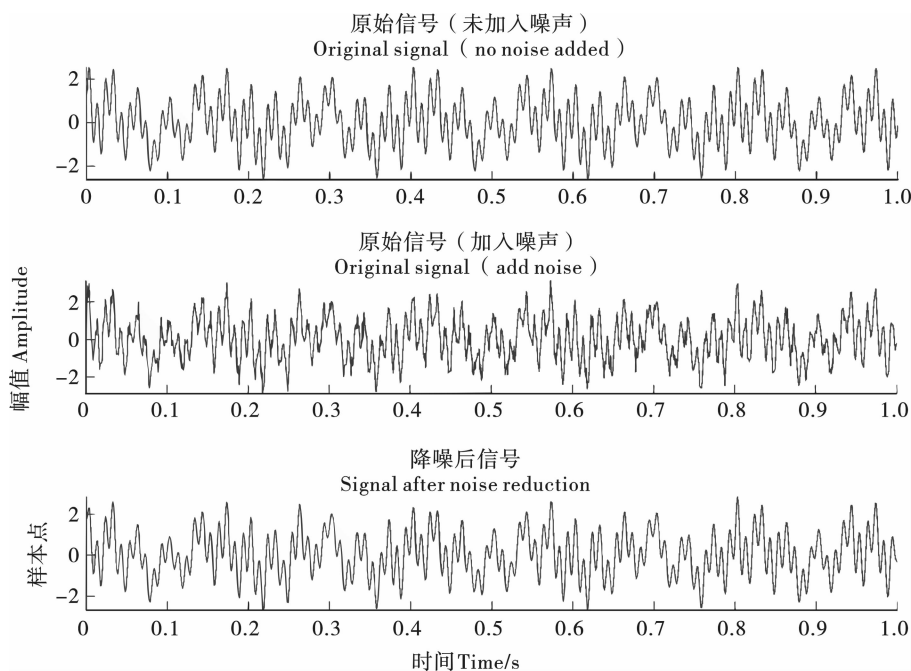 原始信号（未加入噪声）
Original signal（no noise added）
2
0
−2
0 0.1 0.2 0.3 0.4 0.5 0.6 0.7 0.8 0.9 1.0
原始信号（加入噪声）
Original signal（add noise）
幅值 Amplitude
2
0
−2
0 0.1 0.2 0.3 0.4 0.5 0.6 0.7 0.8 0.9 1.0
降噪后信号
Signal after noise reduction
样本点
2
0
−2
0 0.1 0.2 0.3 0.4 0.5 0.6 0.7 0.8 0.9 1.0
时间Time/s